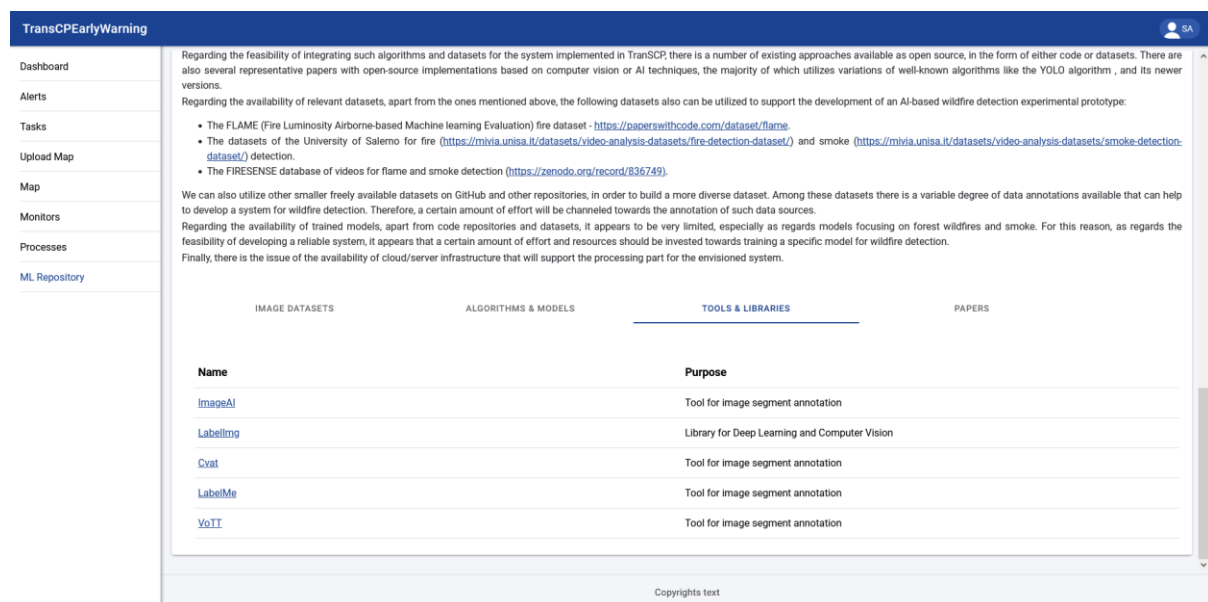 TransCPEarlyWarning
SA
Dashboard
Alerts
Tasks
Upload Map
Map
Monitors
Processes
ML Repository
Regarding the feasibility of integrating such algorithms and datasets for the system implemented in TranSCP, there is a number of existing approaches available as open source, in the form of either code or datasets. There are
also several representative papers with open-source implementations based on computer vision or AI techniques, the majority of which utilizes variations of well-known algorithms like the YOLO algorithm , and its newer
versions.
Regarding the availability of relevant datasets, apart from the ones mentioned above, the following datasets also can be utilized to support the development of an AI-based wildfire detection experimental prototype:
• The FLAME (Fire Luminosity Airborne-based Machine learning Evaluation) fire dataset - https://paperswithcode.com/dataset/flame.
• The datasets of the University of Salerno for fire (https://mivia.unisa.it/datasets/video-analysis-datasets/fire-detection-dataset/) and smoke (https://mivia.unisa.it/datasets/video-analysis-datasets/smoke-detection-
dataset/) detection.
• The FIRESENSE database of videos for flame and smoke detection (https://zenodo.org/record/836749).
We can also utilize other smaller freely available datasets on GitHub and other repositories, in order to build a more diverse dataset. Among these datasets there is a variable degree of data annotations available that can help
to develop a system for wildfire detection. Therefore, a certain amount of effort will be channeled towards the annotation of such data sources.
Regarding the availability of trained models, apart from code repositories and datasets, it appears to be very limited, especially as regards models focusing on forest wildfires and smoke. For this reason, as regards the
feasibility of developing a reliable system, it appears that a certain amount of effort and resources should be invested towards training a specific model for wildfire detection.
Finally, there is the issue of the availability of cloud/server infrastructure that will support the processing part for the envisioned system.
IMAGE DATASETS ALGORITHMS & MODELS TOOLS & LIBRARIES PAPERS
Name Purpose
ImageAI Tool for image segment annotation
LabelImg Library for Deep Learning and Computer Vision
Cvat Tool for image segment annotation
LabelMe Tool for image segment annotation
VoTT Tool for image segment annotation
Copyrights text